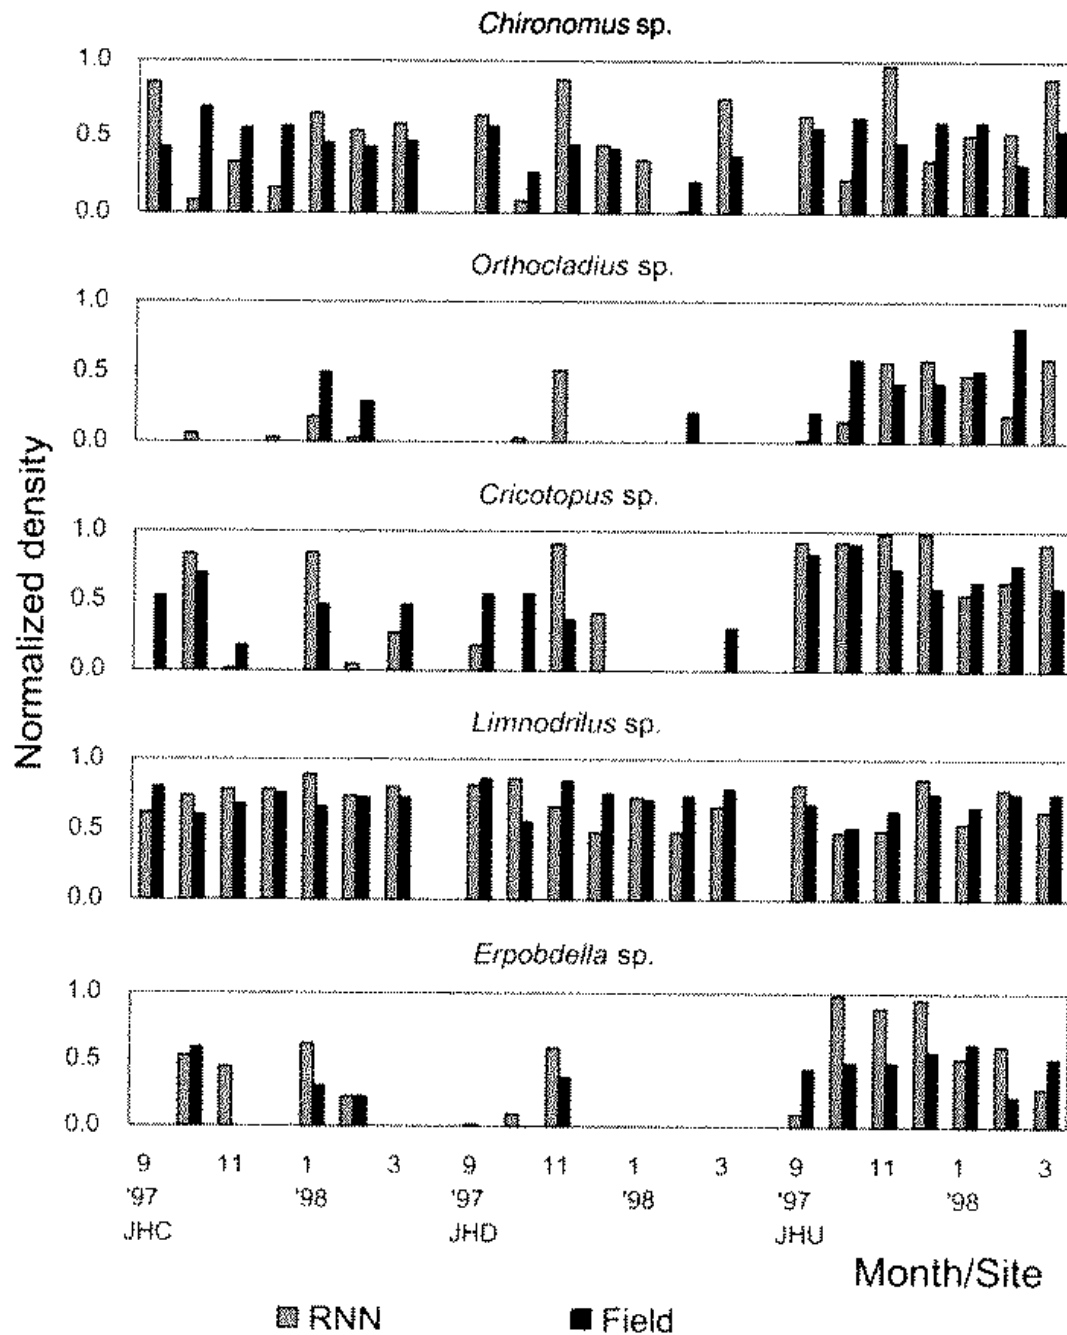 Chironomus sp.
1.0
0.5
0.0
Orthocladius sp.
1.0
0.5
0.0
Cricotopus sp.
1.0
0.5
0.0
Limnodrilus sp.
1.0
0.5
0.0
Erpobdella sp.
1.0
0.5
0.0
Normalized density
9 11 1 3 9 11 1 3 9 11 1 3
'97 '98 '97 '98 '97 '98
JHC JHD JHU
Month/Site
RNN Field